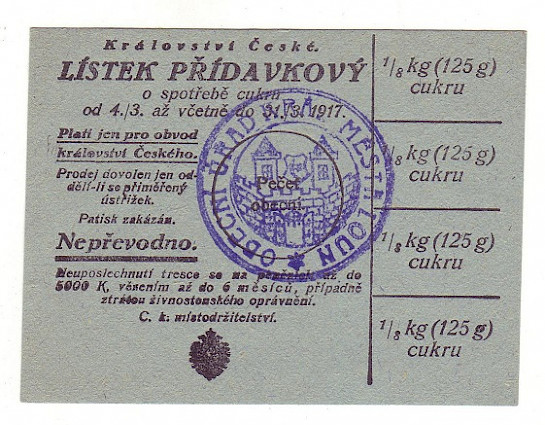 Království České.
LÍSTEK PŘÍDAVKOVÝ
o spotřebě cukru
od 4./3. až včetně do 31./3. 1917.
Platí jen pro obvod
Království Českého.
Prodej dovolen jen od-
dělí-li se přiměřený
ústřižek.
Patisk zakázán.
Nepřevodno.
Pečeť
obecní.
OBECNÍ ÚŘAD KRÁL. MĚSTA LOUN
Neuposlechnutí tresce se na penězích až do
5000 K, vězením až do 6 měsíců, případně
ztrátou živnostenského oprávnění.
C. k. místodržitelství.
1/8 kg (125 g)
cukru
1/8 kg (125 g)
cukru
1/8 kg (125 g)
cukru
1/8 kg (125 g)
cukru